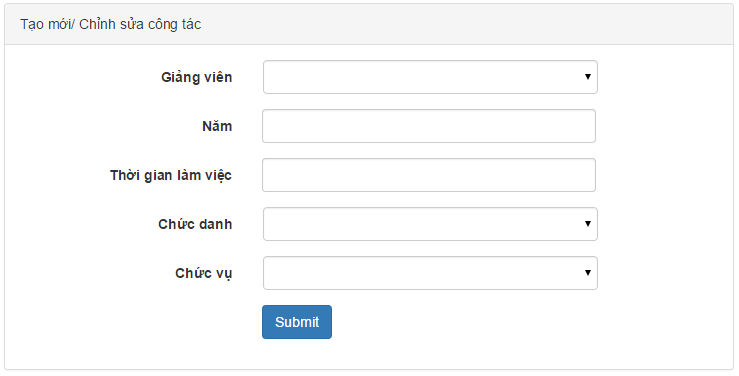 Tạo mới/ Chỉnh sửa công tác
Giảng viên
Năm
Thời gian làm việc
Chức danh
Chức vụ
Submit